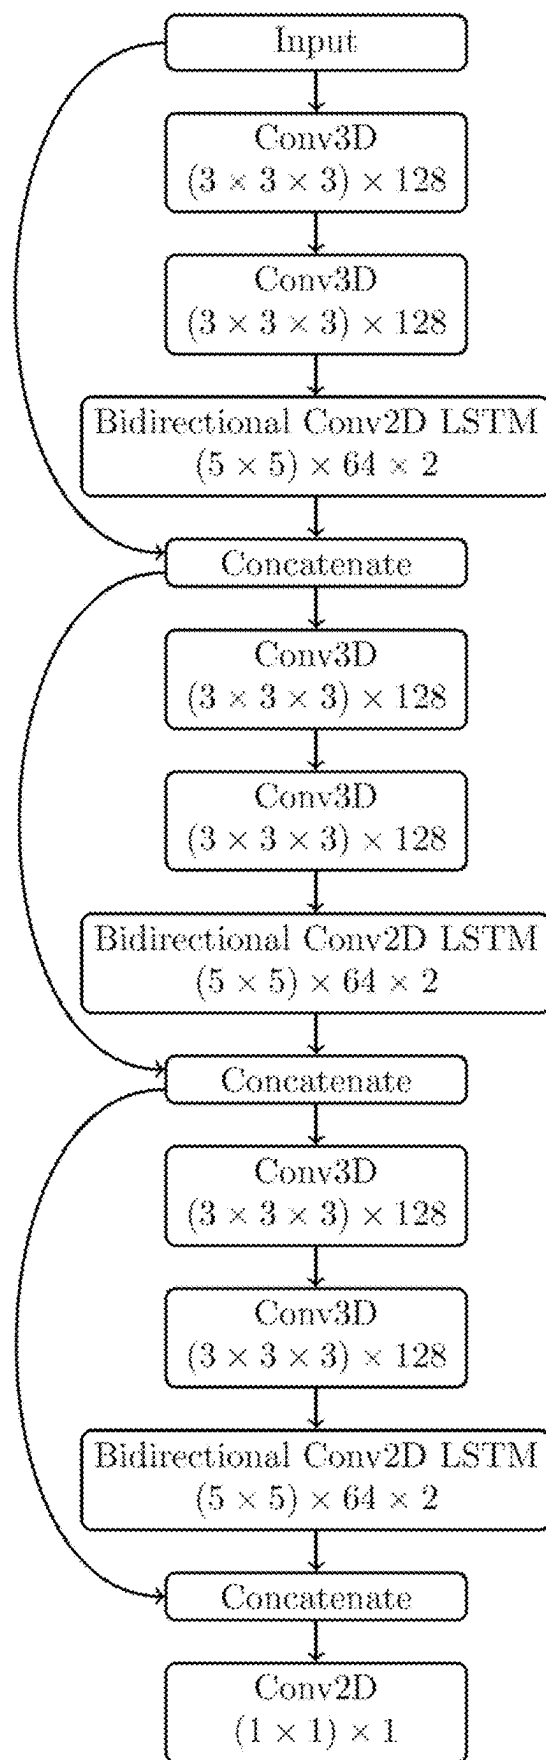 Input
Conv3D
(3 × 3 × 3) × 128
Conv3D
(3 × 3 × 3) × 128
Bidirectional Conv2D LSTM
(5 × 5) × 64 × 2
Concatenate
Conv3D
(3 × 3 × 3) × 128
Conv3D
(3 × 3 × 3) × 128
Bidirectional Conv2D LSTM
(5 × 5) × 64 × 2
Concatenate
Conv3D
(3 × 3 × 3) × 128
Conv3D
(3 × 3 × 3) × 128
Bidirectional Conv2D LSTM
(5 × 5) × 64 × 2
Concatenate
Conv2D
(1 × 1) × 1